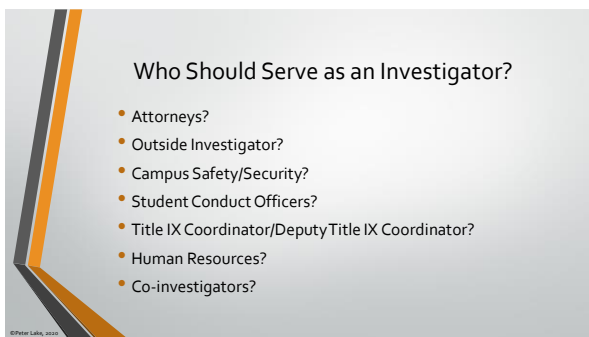 Who Should Serve as an Investigator?
• Attorneys?
• Outside Investigator?
• Campus Safety/Security?
• Student Conduct Officers?
• Title IX Coordinator/Deputy Title IX Coordinator?
• Human Resources?
• Co-investigators?
©Peter Lake, 2020